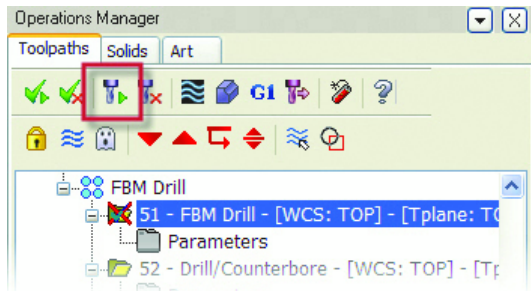 Operations Manager
Toolpaths Solids Art
G1
FBM Drill
51 - FBM Drill - [WCS: TOP] - [Tplane: TO
Parameters
52 - Drill/Counterbore - [WCS: TOP] - [Tp